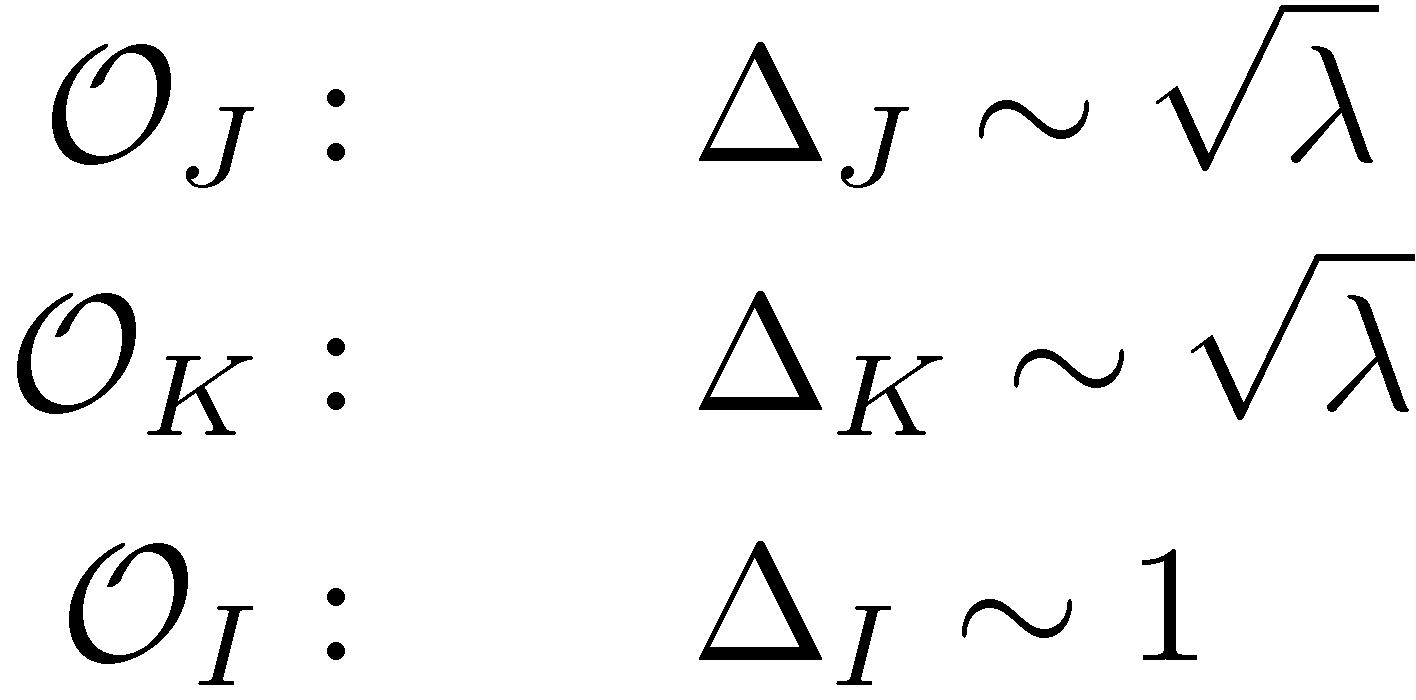 𝒪_J : Δ_J ∼ √λ
𝒪_K : Δ_K ∼ √λ
𝒪_I : Δ_I ∼ 1